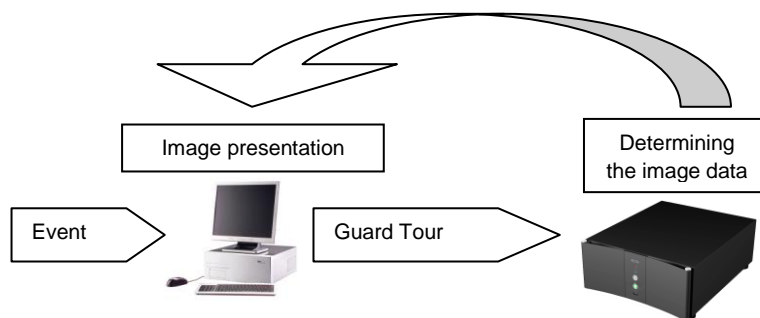 Image presentation
Determining
the image data
Event
Guard Tour